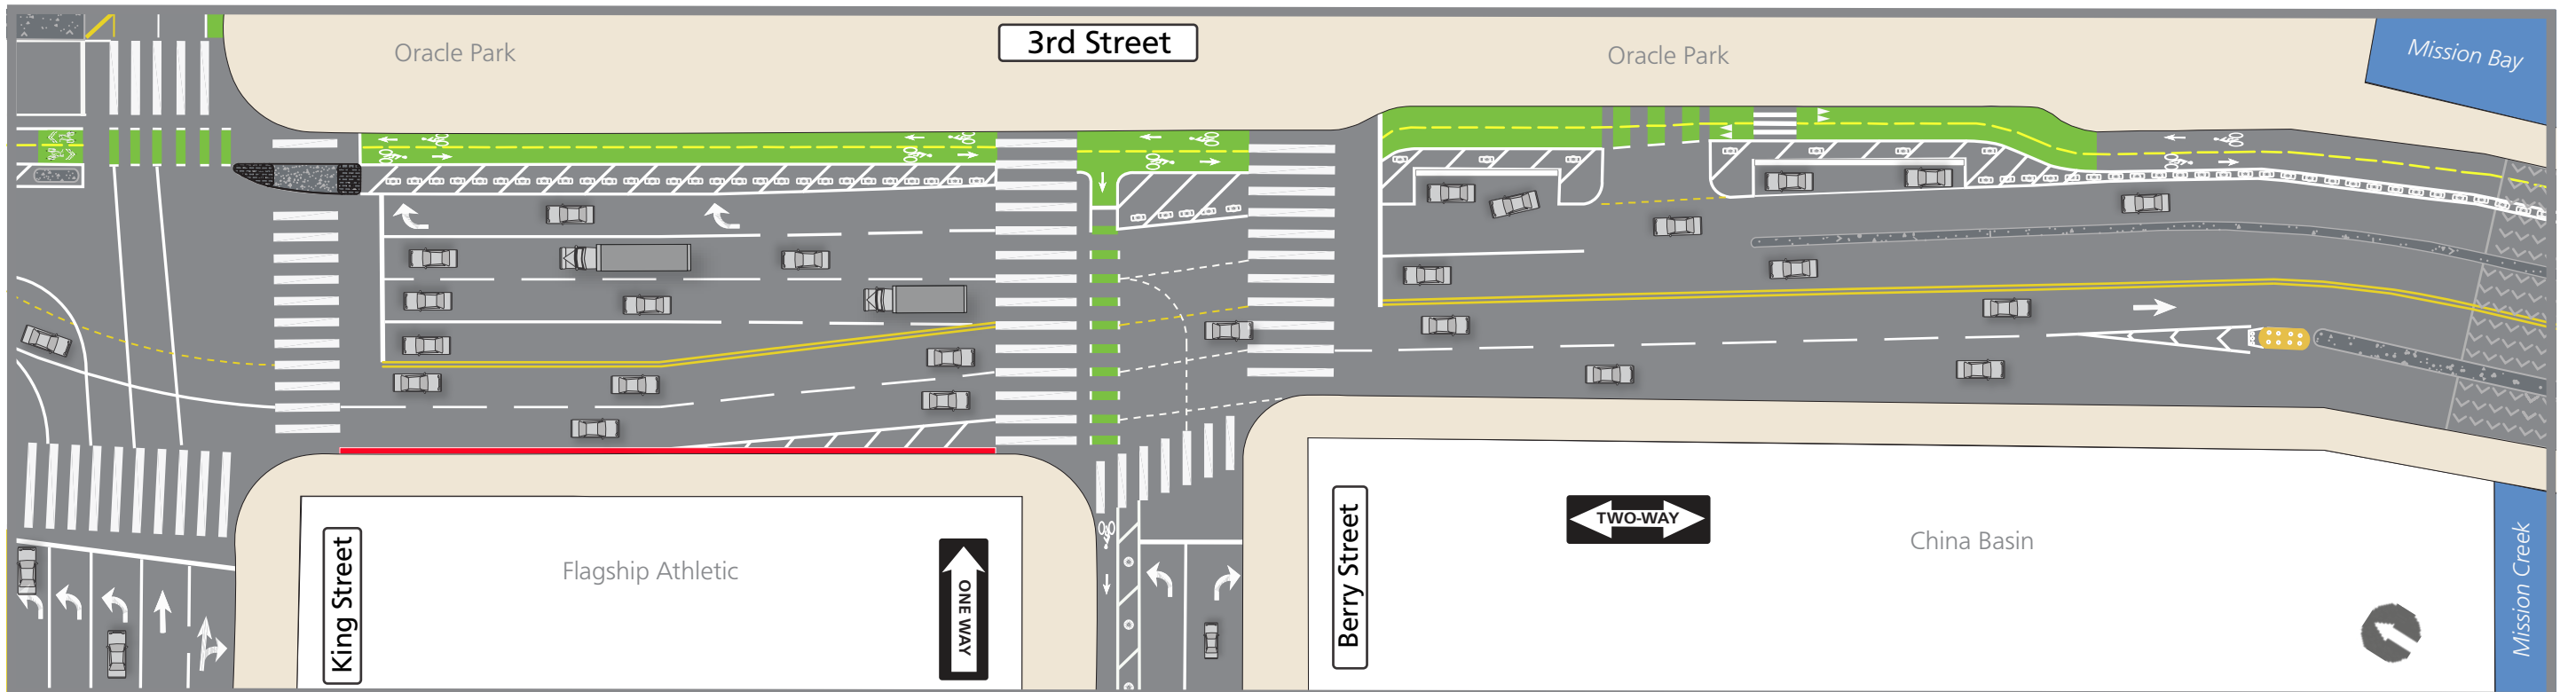 3rd Street
Oracle Park
Oracle Park
Mission Bay
King Street
Flagship Athletic
ONE WAY
Berry Street
TWO-WAY
China Basin
Mission Creek